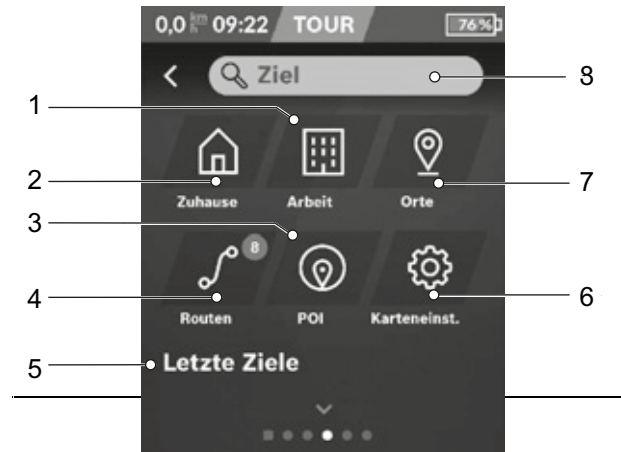 0,0 km/h 09:22 TOUR 76%
Ziel 8
1
2 7
Zuhause Arbeit Orte
3
8
4 6
Routen POI Karteneinst.
5 Letzte Ziele